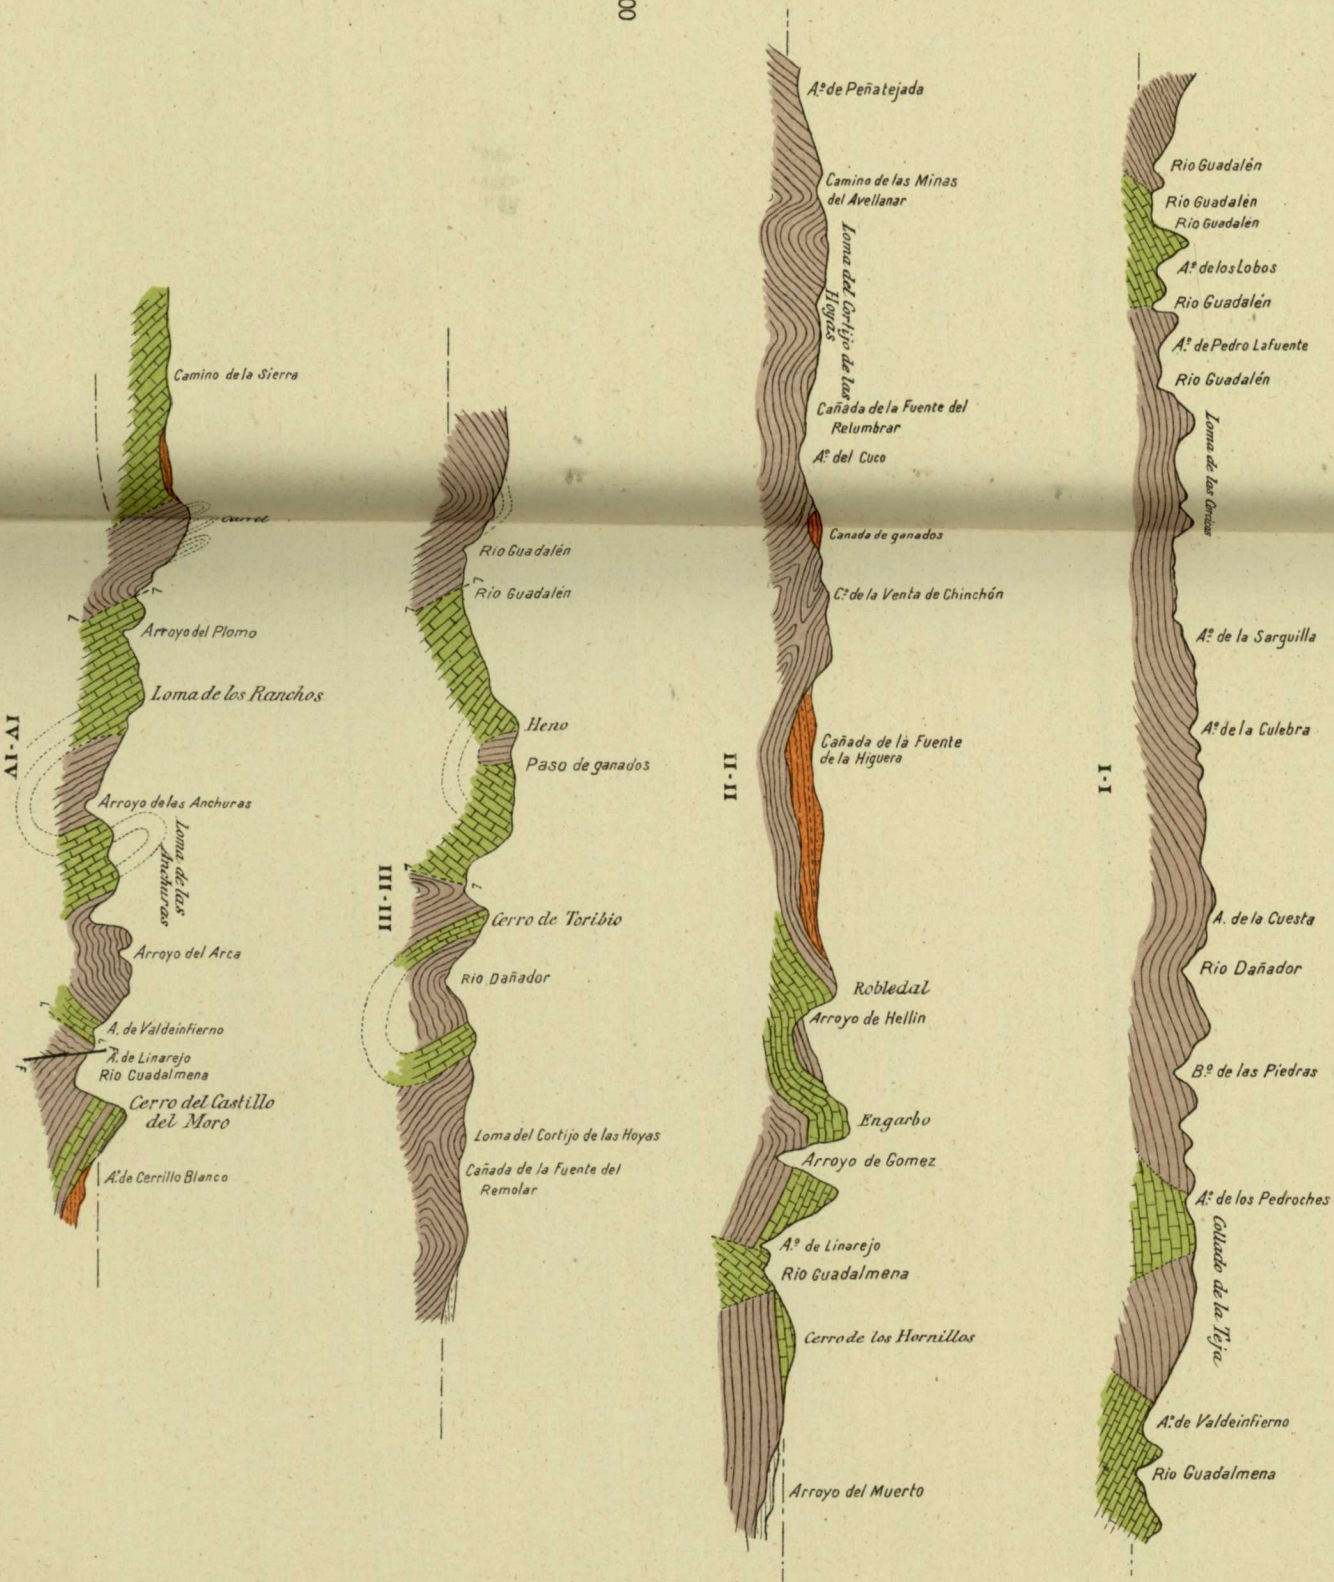 00
IV-IV
Camino de la Sierra
Carrel
L
L
Arroyo del Plomo
Loma de los Ranchos
Arroyo de las Anchuras
Loma de las
Anchuras
Arroyo del Arca
L
A. de Valdeinfierno
L
A. de Linarejo
F
Rio Guadalmena
Cerro del Castillo
del Moro
A.º de Cerrillo Blanco
III-III
Rio Guadalén
L
Rio Guadalén
L
Heno
Paso de ganados
L
L
Cerro de Toribio
Rio Dañador
Loma del Cortijo de las Hoyas
Cañada de la Fuente del
Remolar
II-II
A.º de Peñatejada
Camino de las Minas
del Avellanar
Loma del Cortijo de las
Hoyas
Cañada de la Fuente del
Relumbrar
A.º del Cuco
Canada de ganados
C.º de la Venta de Chinchón
Cañada de la Fuente
de la Higuera
Robledal
Arroyo de Hellin
Engarbo
Arroyo de Gomez
A.º de Linarejo
Rio Guadalmena
Cerro de los Hornillos
Arroyo del Muerto
I-I
Rio Guadalén
Rio Guadalén
Rio Guadalén
A.º de los Lobos
Rio Guadalén
A.º de Pedro Lafuente
Rio Guadalén
Loma de las
A.º de la Sarguilla
A.º de la Culebra
A. de la Cuesta
Rio Dañador
B.º de las Piedras
A.º de los Pedroches
Collado de la Teja
A.º de Valdeinfierno
Rio Guadalmena